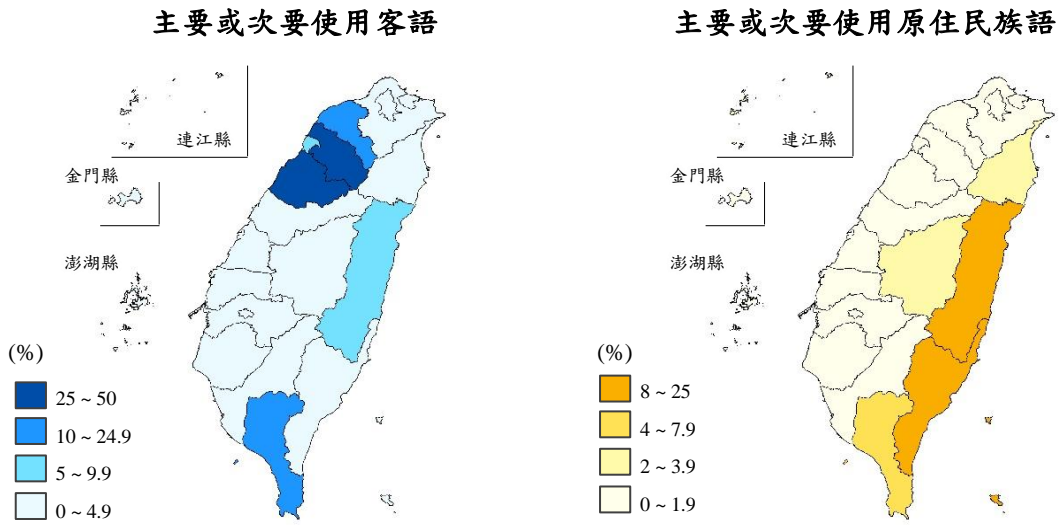 主要或次要使用客語
連江縣
金門縣
澎湖縣
(%)
25 ~ 50
10 ~ 24.9
5 ~ 9.9
0 ~ 4.9
主要或次要使用原住民族語
連江縣
金門縣
澎湖縣
(%)
8 ~ 25
4 ~ 7.9
2 ~ 3.9
0 ~ 1.9